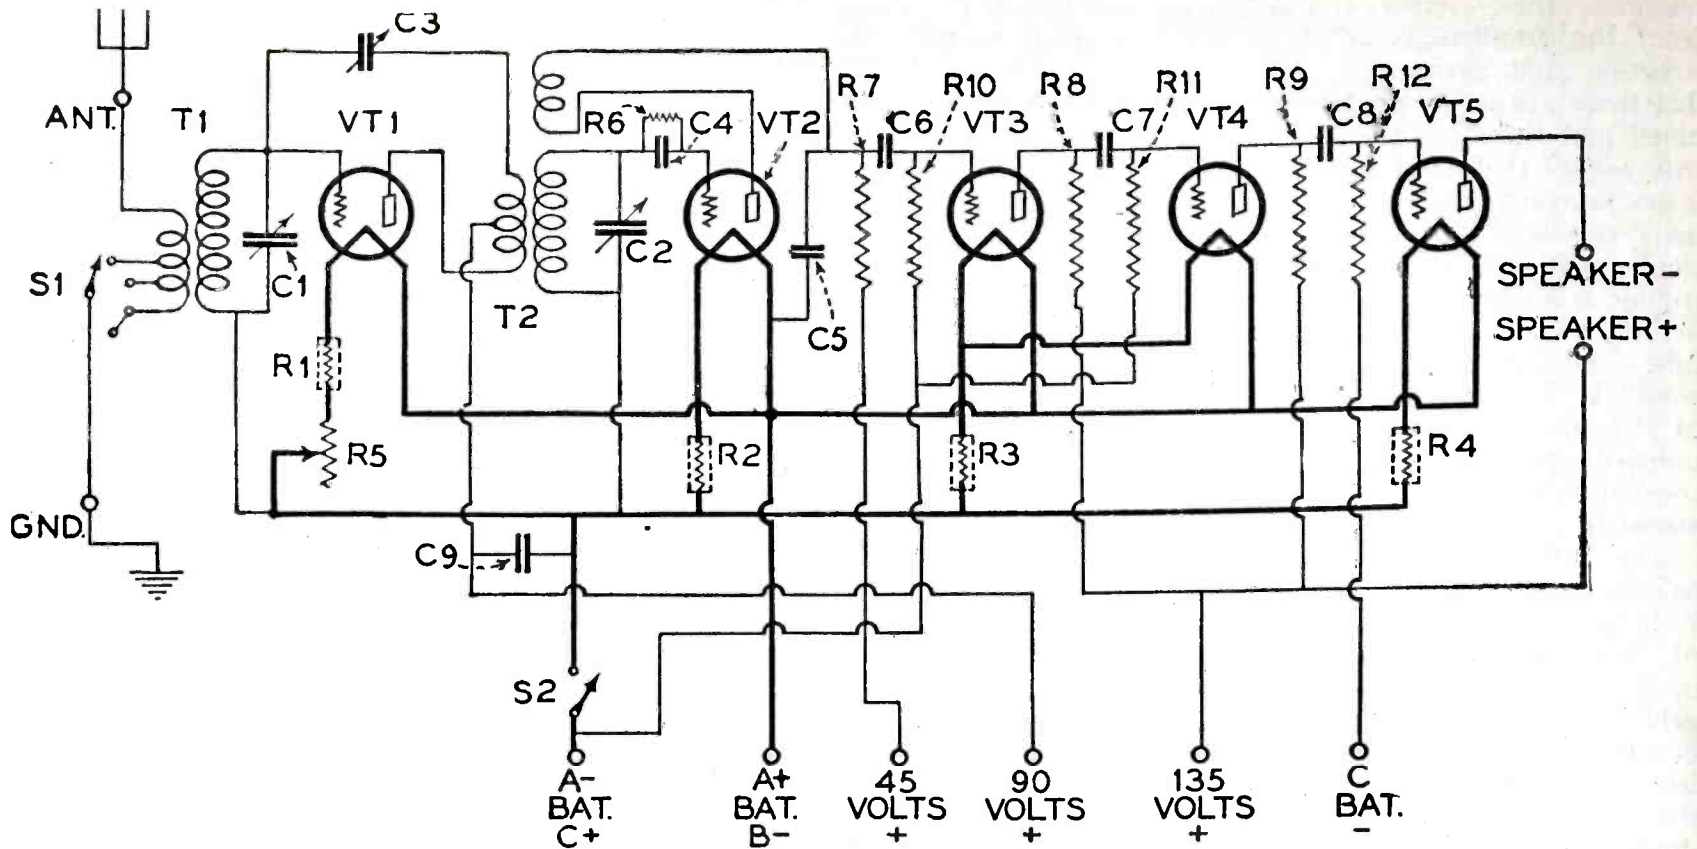 C3
ANT.
T1
VT1
R6
C4
VT2
R7
C6
R10
VT3
R8
C7
R11
VT4
R9
C8
R12
VT5
S1
C1
T2
C2
C5
SPEAKER-
SPEAKER+
R1
R5
R2
R3
R4
GND.
C9
S2
A-
BAT.
C+
A+
BAT.
B-
45
VOLTS
+
90
VOLTS
+
135
VOLTS
+
C
BAT.
-